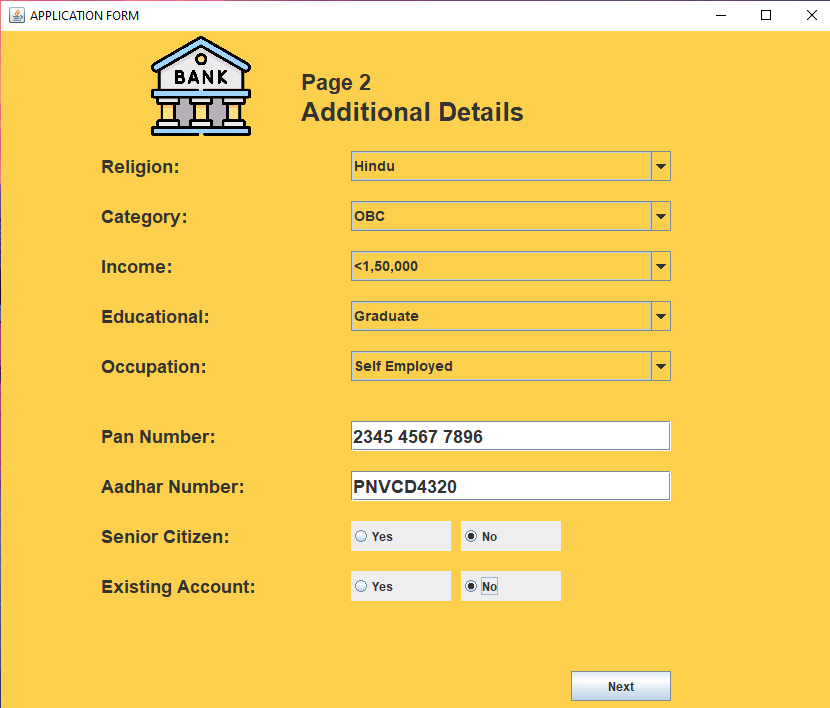 APPLICATION FORM
BANK
Page 2
Additional Details
Religion: Hindu
Category: OBC
Income: <1,50,000
Educational: Graduate
Occupation: Self Employed
Pan Number: 2345 4567 7896
Aadhar Number: PNVCD4320
Senior Citizen: Yes No
Existing Account: Yes No
Next